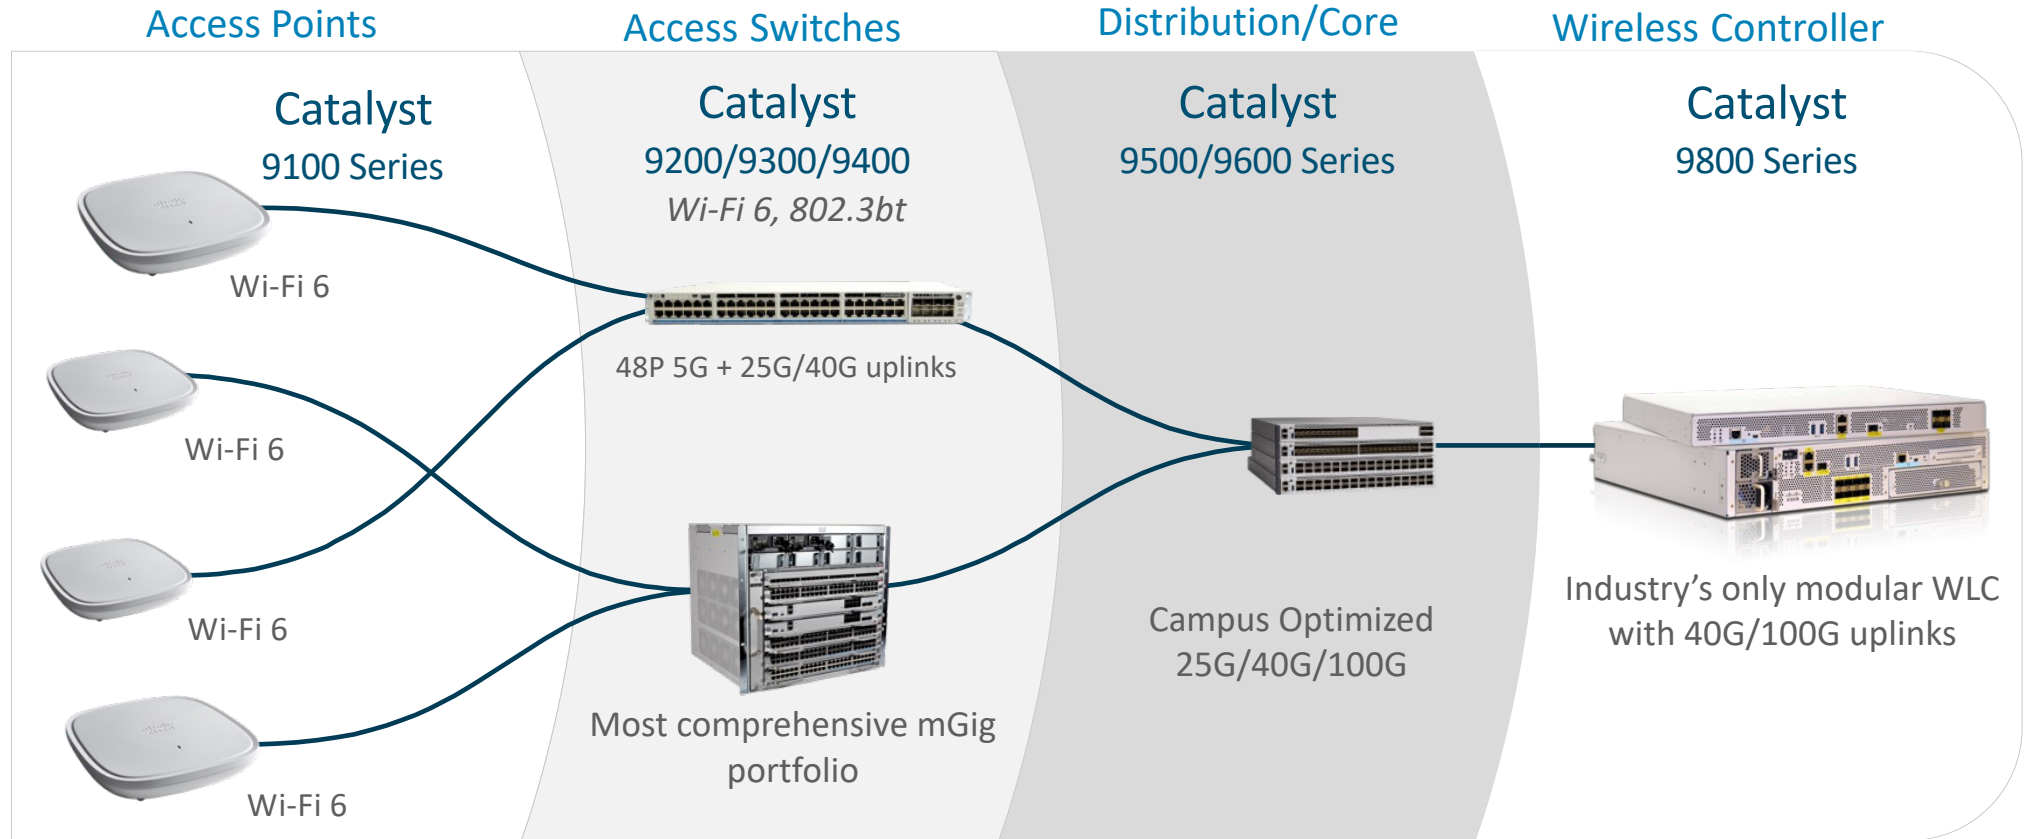 Access Points
Access Switches
Distribution/Core
Wireless Controller
Catalyst
9100 Series
Wi-Fi 6
Wi-Fi 6
Wi-Fi 6
Wi-Fi 6
Catalyst
9200/9300/9400
Wi-Fi 6, 802.3bt
48P 5G + 25G/40G uplinks
Most comprehensive mGig
portfolio
Catalyst
9500/9600 Series
Campus Optimized
25G/40G/100G
Catalyst
9800 Series
Industry’s only modular WLC
with 40G/100G uplinks